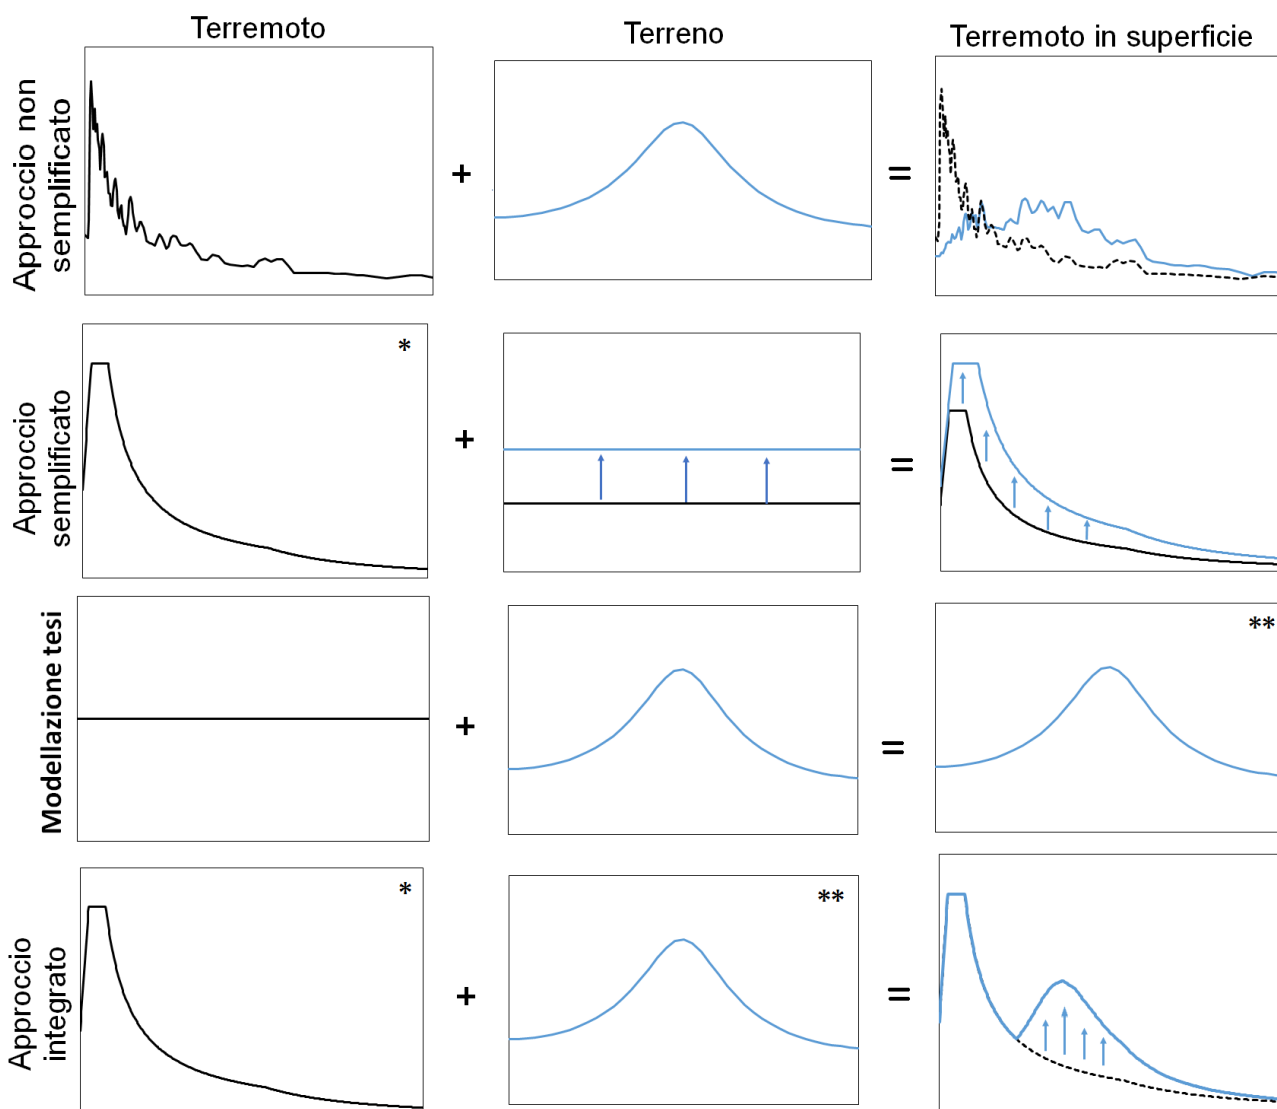 Terremoto
Terreno
Terremoto in superficie
Approccio non
semplificato
+
=
Approccio
semplificato
*
+
=
Modellazione tesi
+
=
**
Approccio
integrato
*
+
**
=